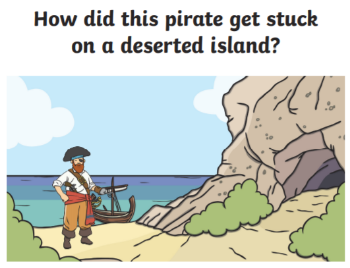 How did this pirate get stuck
on a deserted island?